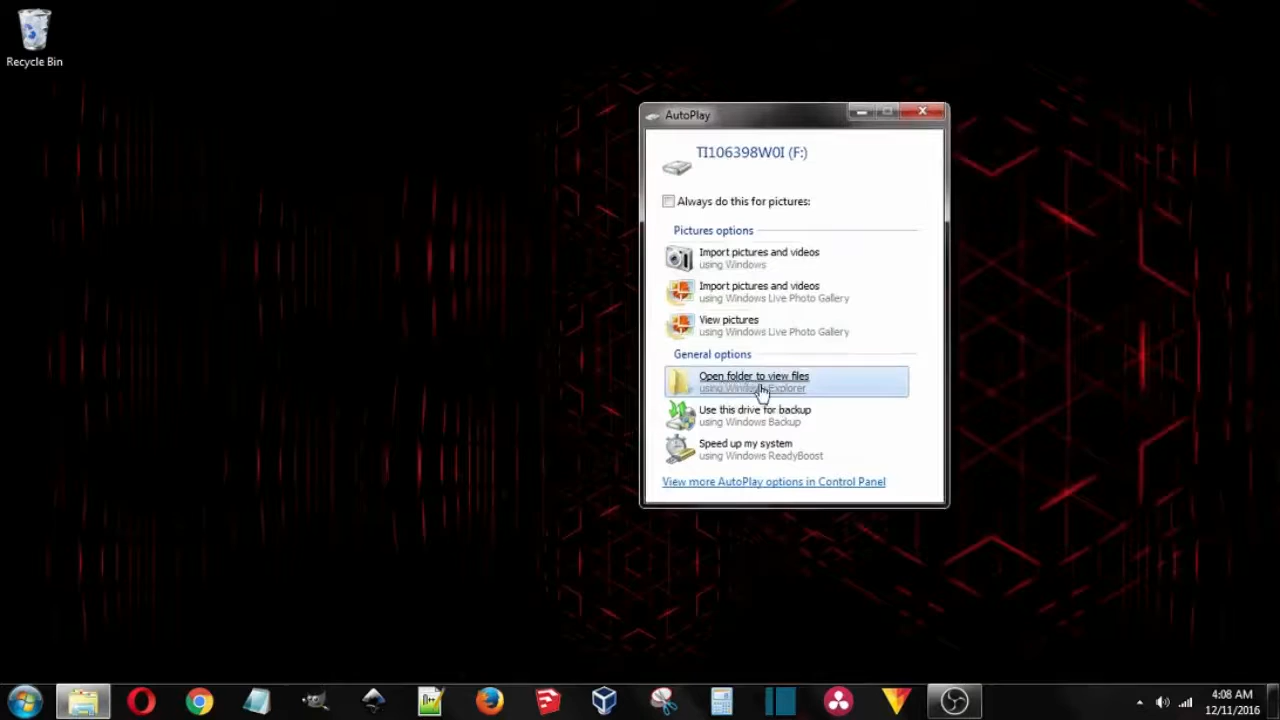 Recycle Bin
AutoPlay
TI106398W0I (F:)
Always do this for pictures:
Pictures options
Import pictures and videos
using Windows
Import pictures and videos
using Windows Live Photo Gallery
View pictures
using Windows Live Photo Gallery
General options
Open folder to view files
using Windows Explorer
Use this drive for backup
using Windows Backup
Speed up my system
using Windows ReadyBoost
View more AutoPlay options in Control Panel
4:08 AM
12/11/2016